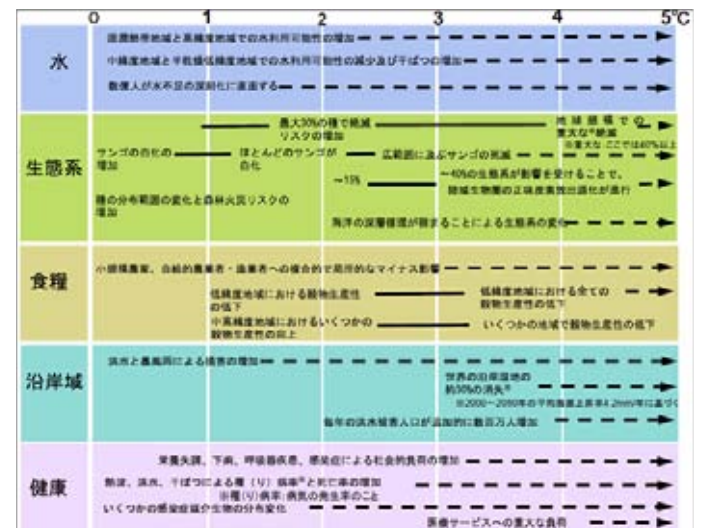 0 1 2 3 4 5℃
水
湿潤熱帯地域と高緯度地域での水利用可能性の増加
中緯度地域と半乾燥低緯度地域での水利用可能性の減少及び干ばつの増加
数億人が水不足の深刻化に直面する
生態系
最大30%の種で絶滅
リスクの増加
地球規模での
重大な※絶滅
※重大な:ここでは40%以上
サンゴの白化の
増加
ほとんどのサンゴが
白化
広範囲に及ぶサンゴの死滅
~15%
~40%の生態系が影響を受けることで、
陸域生物圏の正味炭素放出源化が進行
種の分布範囲の変化と森林火災リスクの
増加
海洋の深層循環が弱まることによる生態系の変化
食糧
小規模農家、自給的農業者・漁業者への複合的で局所的なマイナス影響
低緯度地域における穀物生産性
の低下
低緯度地域における全ての
穀物生産性の低下
中高緯度地域におけるいくつかの
穀物生産性の向上
いくつかの地域で穀物生産性の低下
沿岸域
洪水と暴風雨による損害の増加
世界の沿岸湿地の
約30%の消失※
※2000~2080年の平均海面上昇率4.2mm/年に基づく
毎年の洪水被害人口が追加的に数百万人増加
健康
栄養失調、下痢、呼吸器疾患、感染症による社会的負荷の増加
熱波、洪水、干ばつによる罹(り)病率※と死亡率の増加
※罹(り)病率:病気の発生率のこと
いくつかの感染症媒介生物の分布変化
医療サービスへの重大な負荷